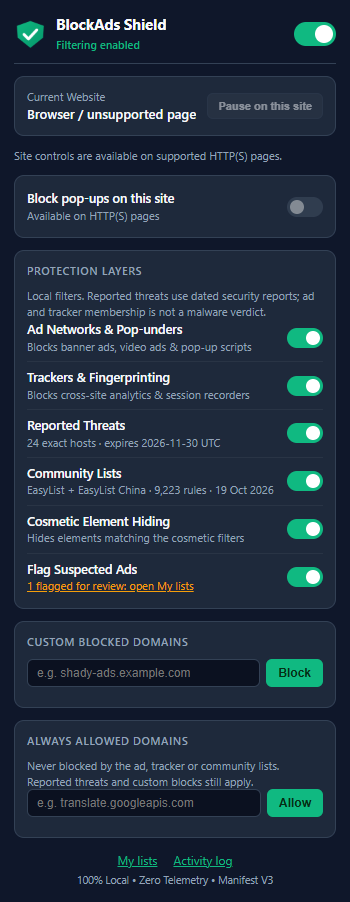 BlockAds Shield
Filtering enabled
Current Website
Browser / unsupported page
Pause on this site
Site controls are available on supported HTTP(S) pages.
Block pop-ups on this site
Available on HTTP(S) pages
PROTECTION LAYERS
Local filters. Reported threats use dated security reports; ad
and tracker membership is not a malware verdict.
Ad Networks & Pop-unders
Blocks banner ads, video ads & pop-up scripts
Trackers & Fingerprinting
Blocks cross-site analytics & session recorders
Reported Threats
24 exact hosts · expires 2026-11-30 UTC
Community Lists
EasyList + EasyList China · 9,223 rules · 19 Oct 2026
Cosmetic Element Hiding
Hides elements matching the cosmetic filters
Flag Suspected Ads
1 flagged for review: open My lists
CUSTOM BLOCKED DOMAINS
e.g. shady-ads.example.com
Block
ALWAYS ALLOWED DOMAINS
Never blocked by the ad, tracker or community lists.
Reported threats and custom blocks still apply.
e.g. translate.googleapis.com
Allow
My lists
Activity log
100% Local • Zero Telemetry • Manifest V3